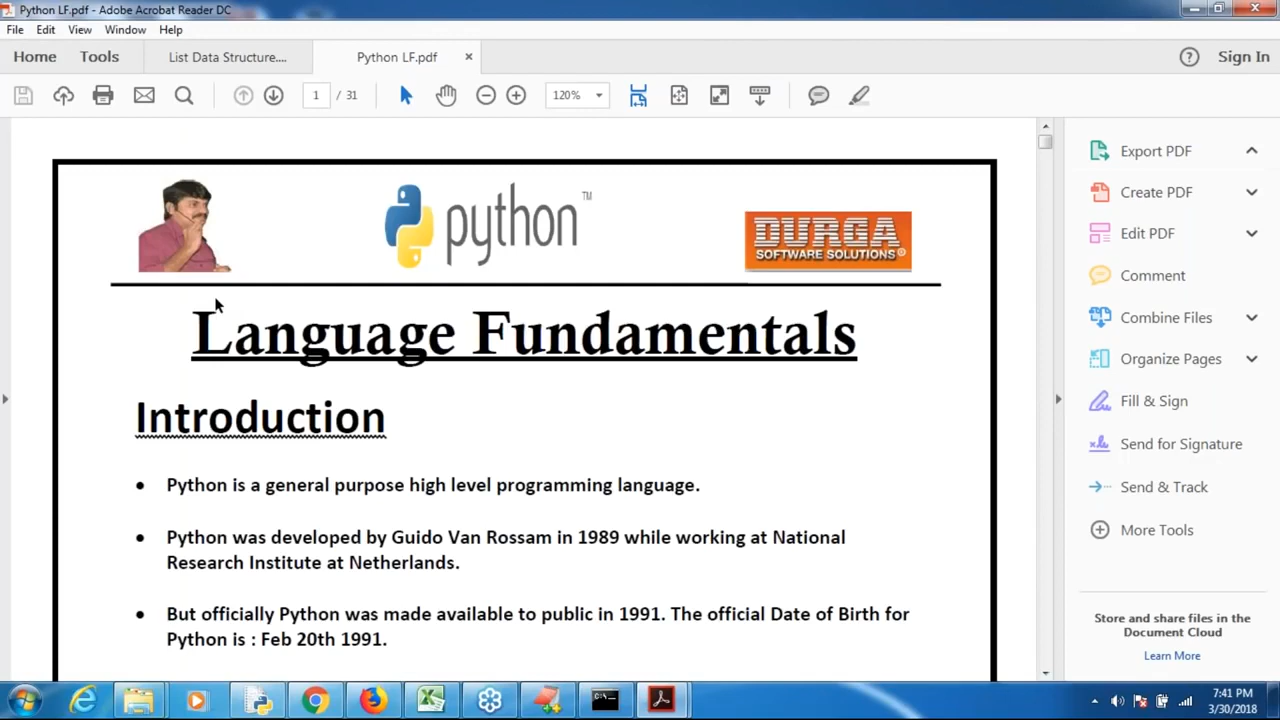 Python LF.pdf - Adobe Acrobat Reader DC
File Edit View Window Help
Home Tools List Data Structure.... Python LF.pdf Sign In
1 / 31 120%
python™
DURGA
SOFTWARE SOLUTIONS®
Language Fundamentals
Introduction
• Python is a general purpose high level programming language.
• Python was developed by Guido Van Rossam in 1989 while working at National
Research Institute at Netherlands.
• But officially Python was made available to public in 1991. The official Date of Birth for
Python is : Feb 20th 1991.
Export PDF
Create PDF
Edit PDF
Comment
Combine Files
Organize Pages
Fill & Sign
Send for Signature
Send & Track
More Tools
Store and share files in the
Document Cloud
Learn More
7:41 PM
3/30/2018